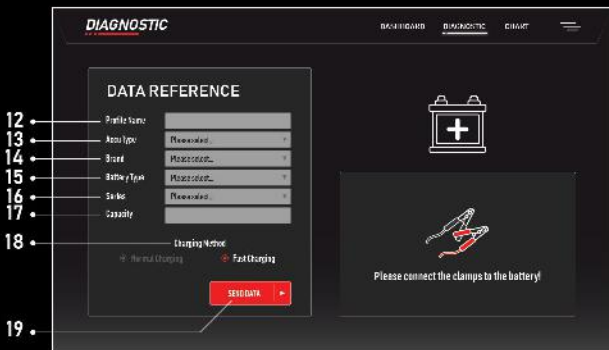 DIAGNOSTIC
DASHBOARD DIAGNOSTIC CHART
DATA REFERENCE
12 Profile Name
13 Accu Type Please select...
14 Brand Please select...
15 Battery Type Please select...
16 Series Please select...
17 Capacity
18 Charging Method
Normal Charging Fast Charging
19 SEND DATA
Please connect the clamps to the battery!